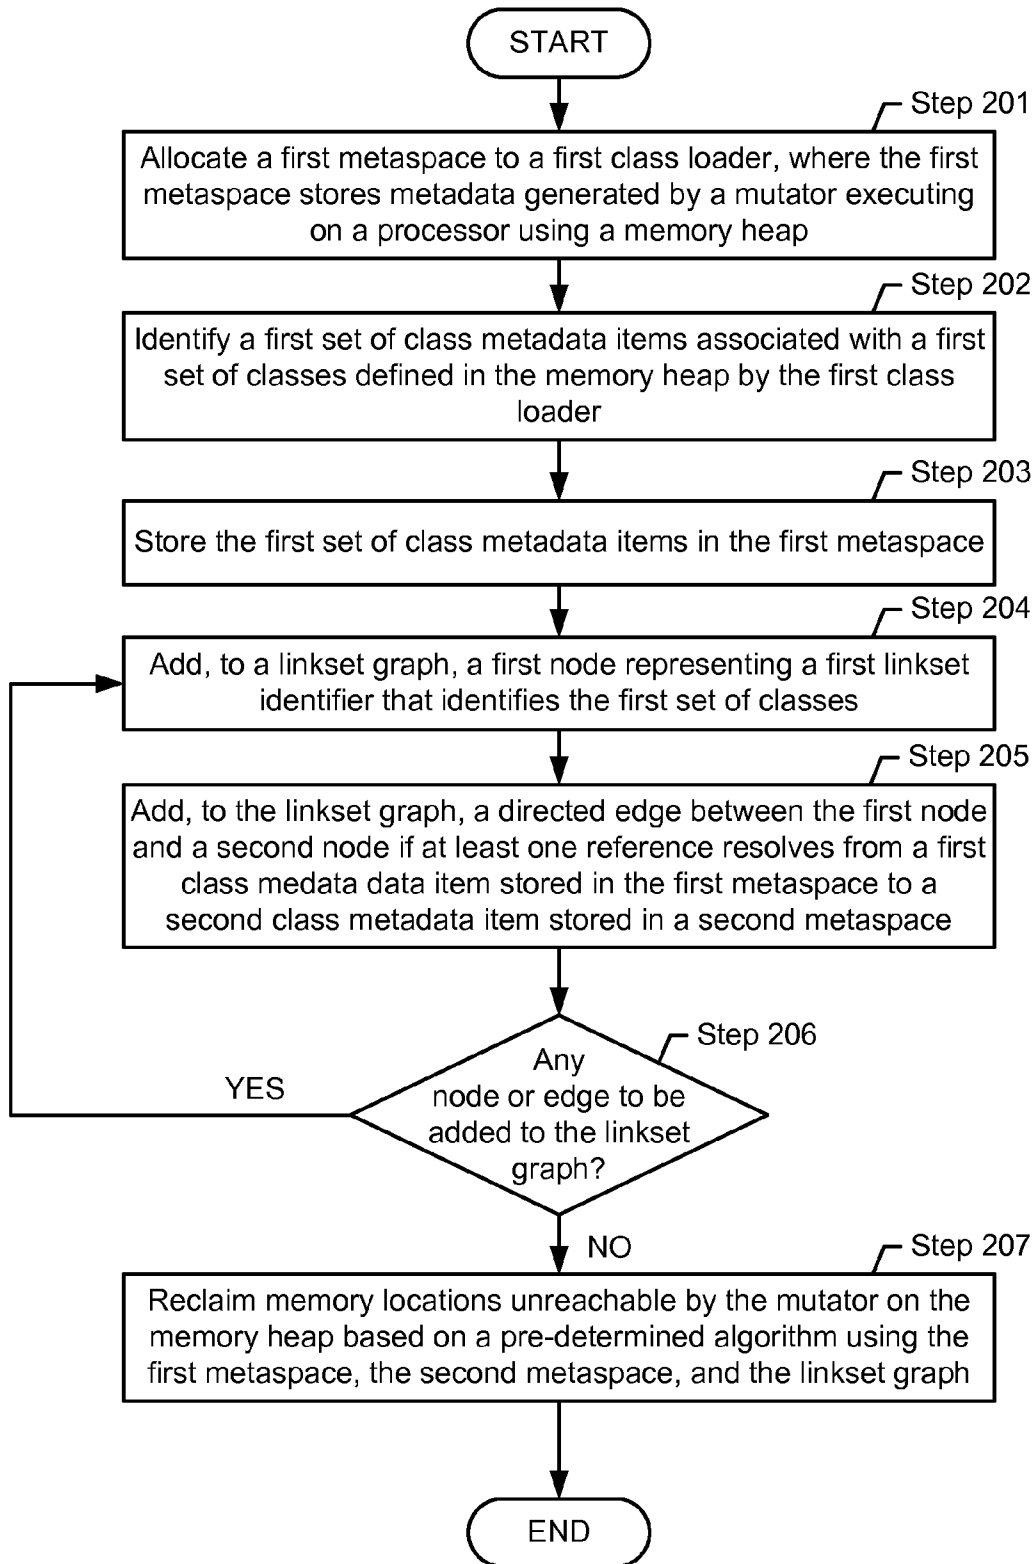 START
Step 201
Allocate a first metaspace to a first class loader, where the first
metaspace stores metadata generated by a mutator executing
on a processor using a memory heap
Step 202
Identify a first set of class metadata items associated with a first
set of classes defined in the memory heap by the first class
loader
Step 203
Store the first set of class metadata items in the first metaspace
Step 204
Add, to a linkset graph, a first node representing a first linkset
identifier that identifies the first set of classes
Step 205
Add, to the linkset graph, a directed edge between the first node
and a second node if at least one reference resolves from a first
class medata data item stored in the first metaspace to a
second class metadata item stored in a second metaspace
Step 206
Any
node or edge to be
added to the linkset
graph?
YES
NO
Step 207
Reclaim memory locations unreachable by the mutator on the
memory heap based on a pre-determined algorithm using the
first metaspace, the second metaspace, and the linkset graph
END